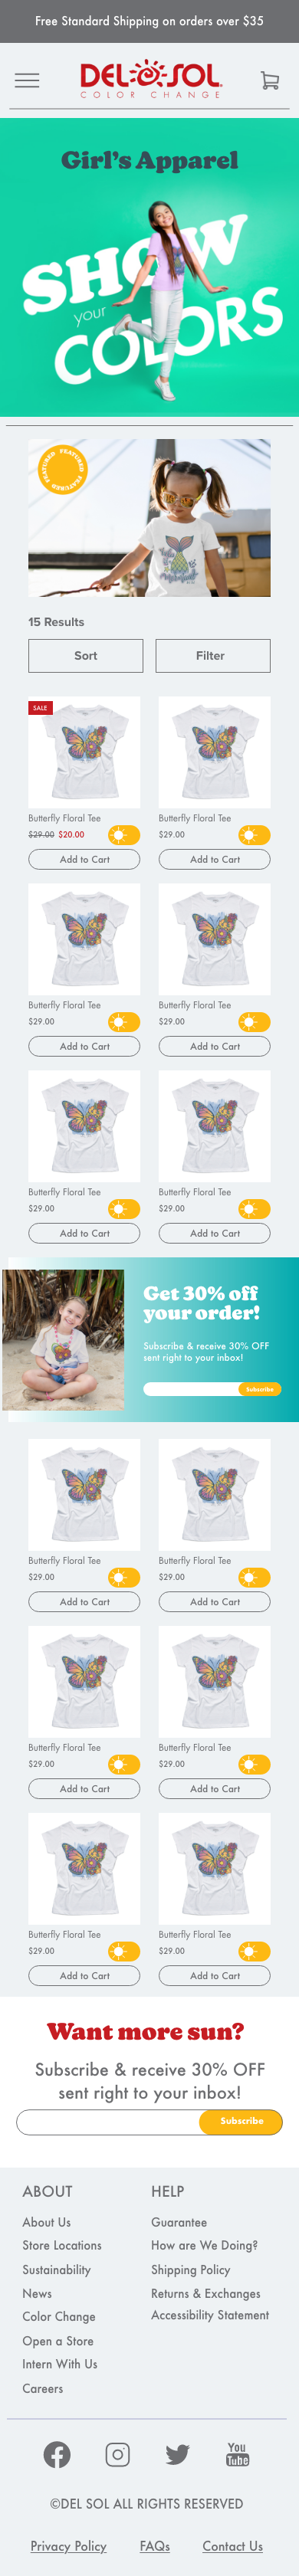 Free Standard Shipping on orders over $35
DEL SOL
COLOR CHANGE
Girl's Apparel
SHOW
your
COLORS
FEATURED FEATURED FEATURED
15 Results
Sort
Filter
SALE
Butterfly Floral Tee
Butterfly Floral Tee
$29.00 $20.00
$29.00
Add to Cart
Add to Cart
Butterfly Floral Tee
Butterfly Floral Tee
$29.00
$29.00
Add to Cart
Add to Cart
Butterfly Floral Tee
Butterfly Floral Tee
$29.00
$29.00
Add to Cart
Add to Cart
Get 30% off
your order!
Subscribe & receive 30% OFF
sent right to your inbox!
Subscribe
Butterfly Floral Tee
Butterfly Floral Tee
$29.00
$29.00
Add to Cart
Add to Cart
Butterfly Floral Tee
Butterfly Floral Tee
$29.00
$29.00
Add to Cart
Add to Cart
Butterfly Floral Tee
Butterfly Floral Tee
$29.00
$29.00
Add to Cart
Add to Cart
Want more sun?
Subscribe & receive 30% OFF
sent right to your inbox!
Subscribe
ABOUT
About Us
Store Locations
Sustainability
News
Color Change
Open a Store
Intern With Us
Careers
HELP
Guarantee
How are We Doing?
Shipping Policy
Returns & Exchanges
Accessibility Statement
You
Tube
©DEL SOL ALL RIGHTS RESERVED
Privacy Policy
FAQs
Contact Us